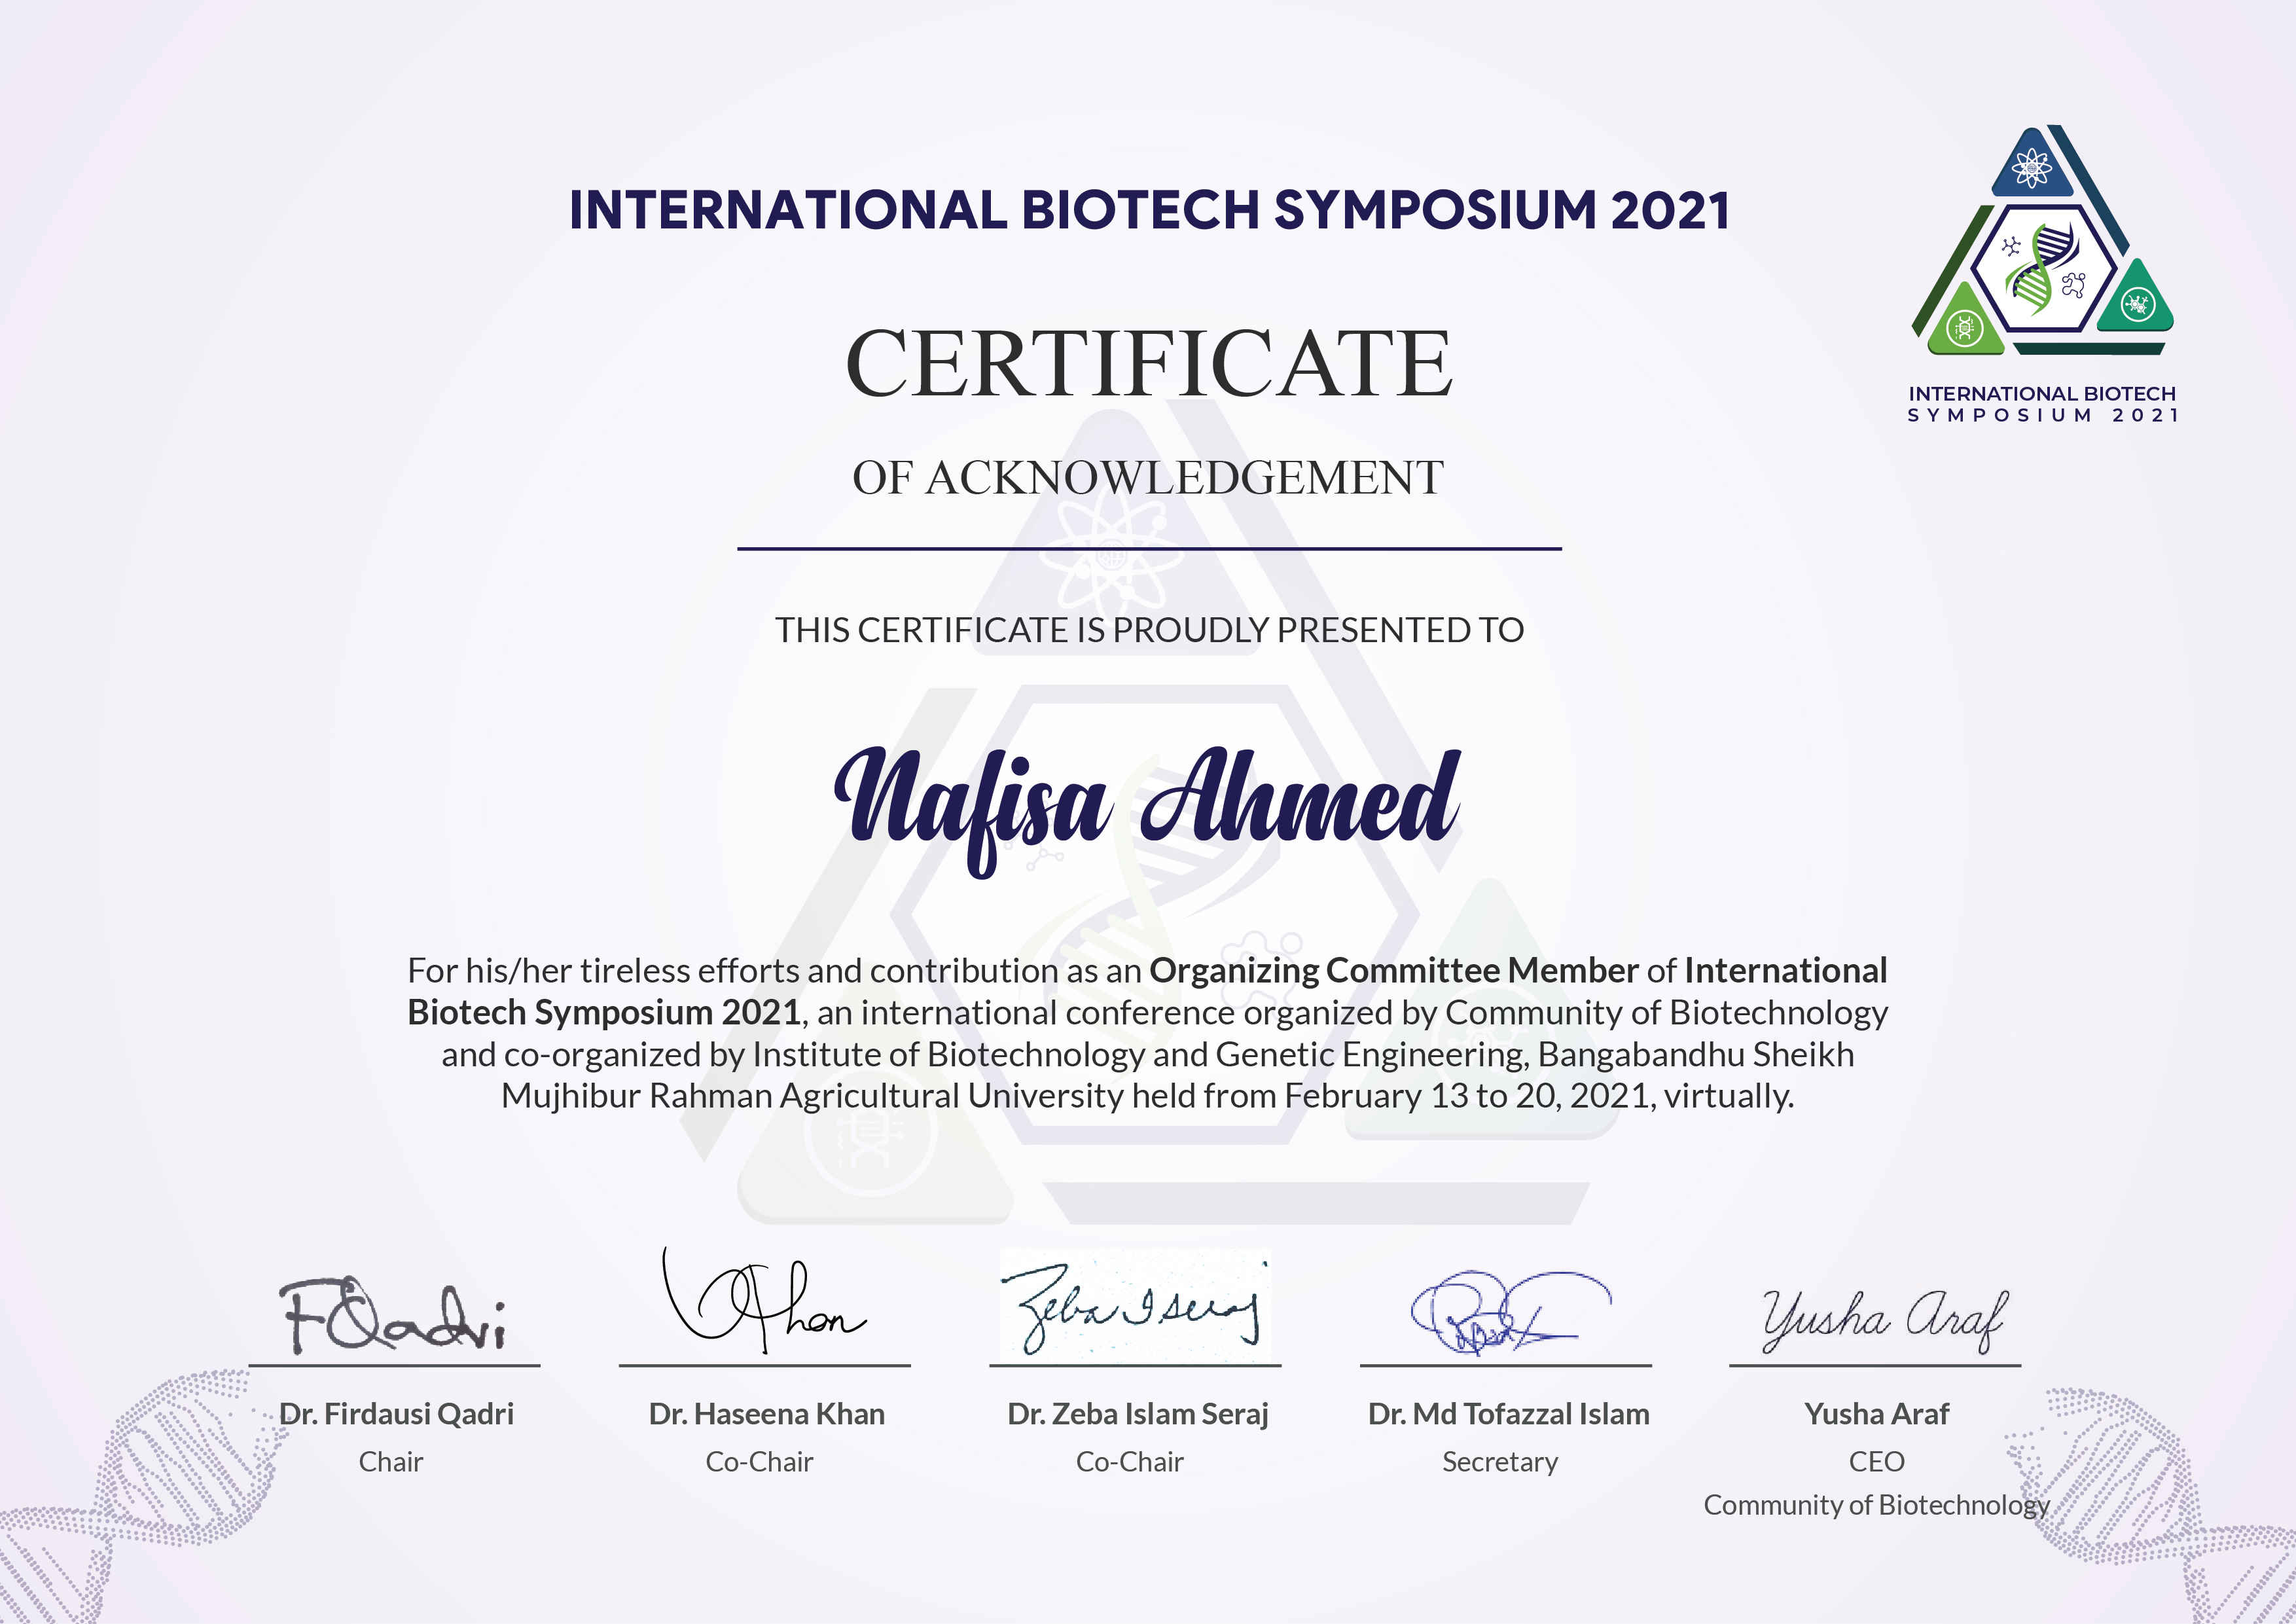 INTERNATIONAL BIOTECH SYMPOSIUM 2021
INTERNATIONAL BIOTECH
SYMPOSIUM 2021
CERTIFICATE
OF ACKNOWLEDGEMENT
THIS CERTIFICATE IS PROUDLY PRESENTED TO
Nafisa Ahmed
For his/her tireless efforts and contribution as an Organizing Committee Member of International
Biotech Symposium 2021, an international conference organized by Community of Biotechnology
and co-organized by Institute of Biotechnology and Genetic Engineering, Bangabandhu Sheikh
Mujhibur Rahman Agricultural University held from February 13 to 20, 2021, virtually.
FQadri
Khan
Zeba I Seraj
Yusha Araf
Dr. Firdausi Qadri
Chair
Dr. Haseena Khan
Co-Chair
Dr. Zeba Islam Seraj
Co-Chair
Dr. Md Tofazzal Islam
Secretary
Yusha Araf
CEO
Community of Biotechnology